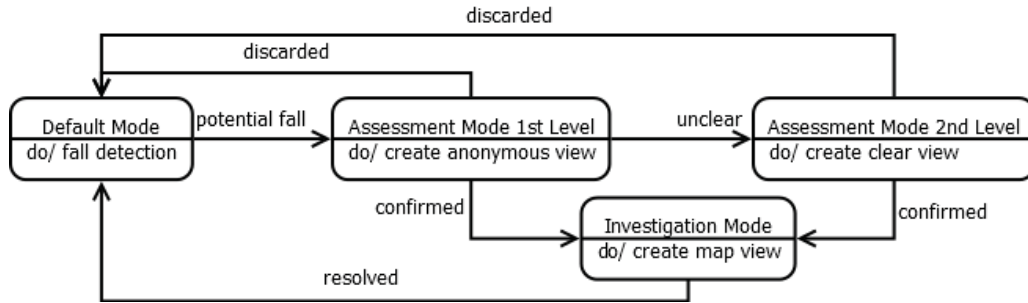 discarded
discarded
Default Mode
do/ fall detection
potential fall
Assessment Mode 1st Level
do/ create anonymous view
unclear
Assessment Mode 2nd Level
do/ create clear view
confirmed
confirmed
Investigation Mode
do/ create map view
resolved